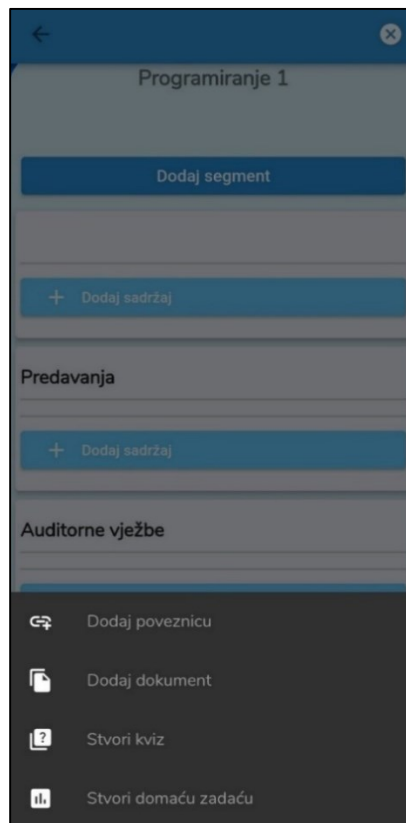 Programiranje 1
Dodaj segment
Dodaj sadržaj
Predavanja
Dodaj sadržaj
Auditorne vježbe
Dodaj poveznicu
Dodaj dokument
Stvori kviz
Stvori domaću zadaću